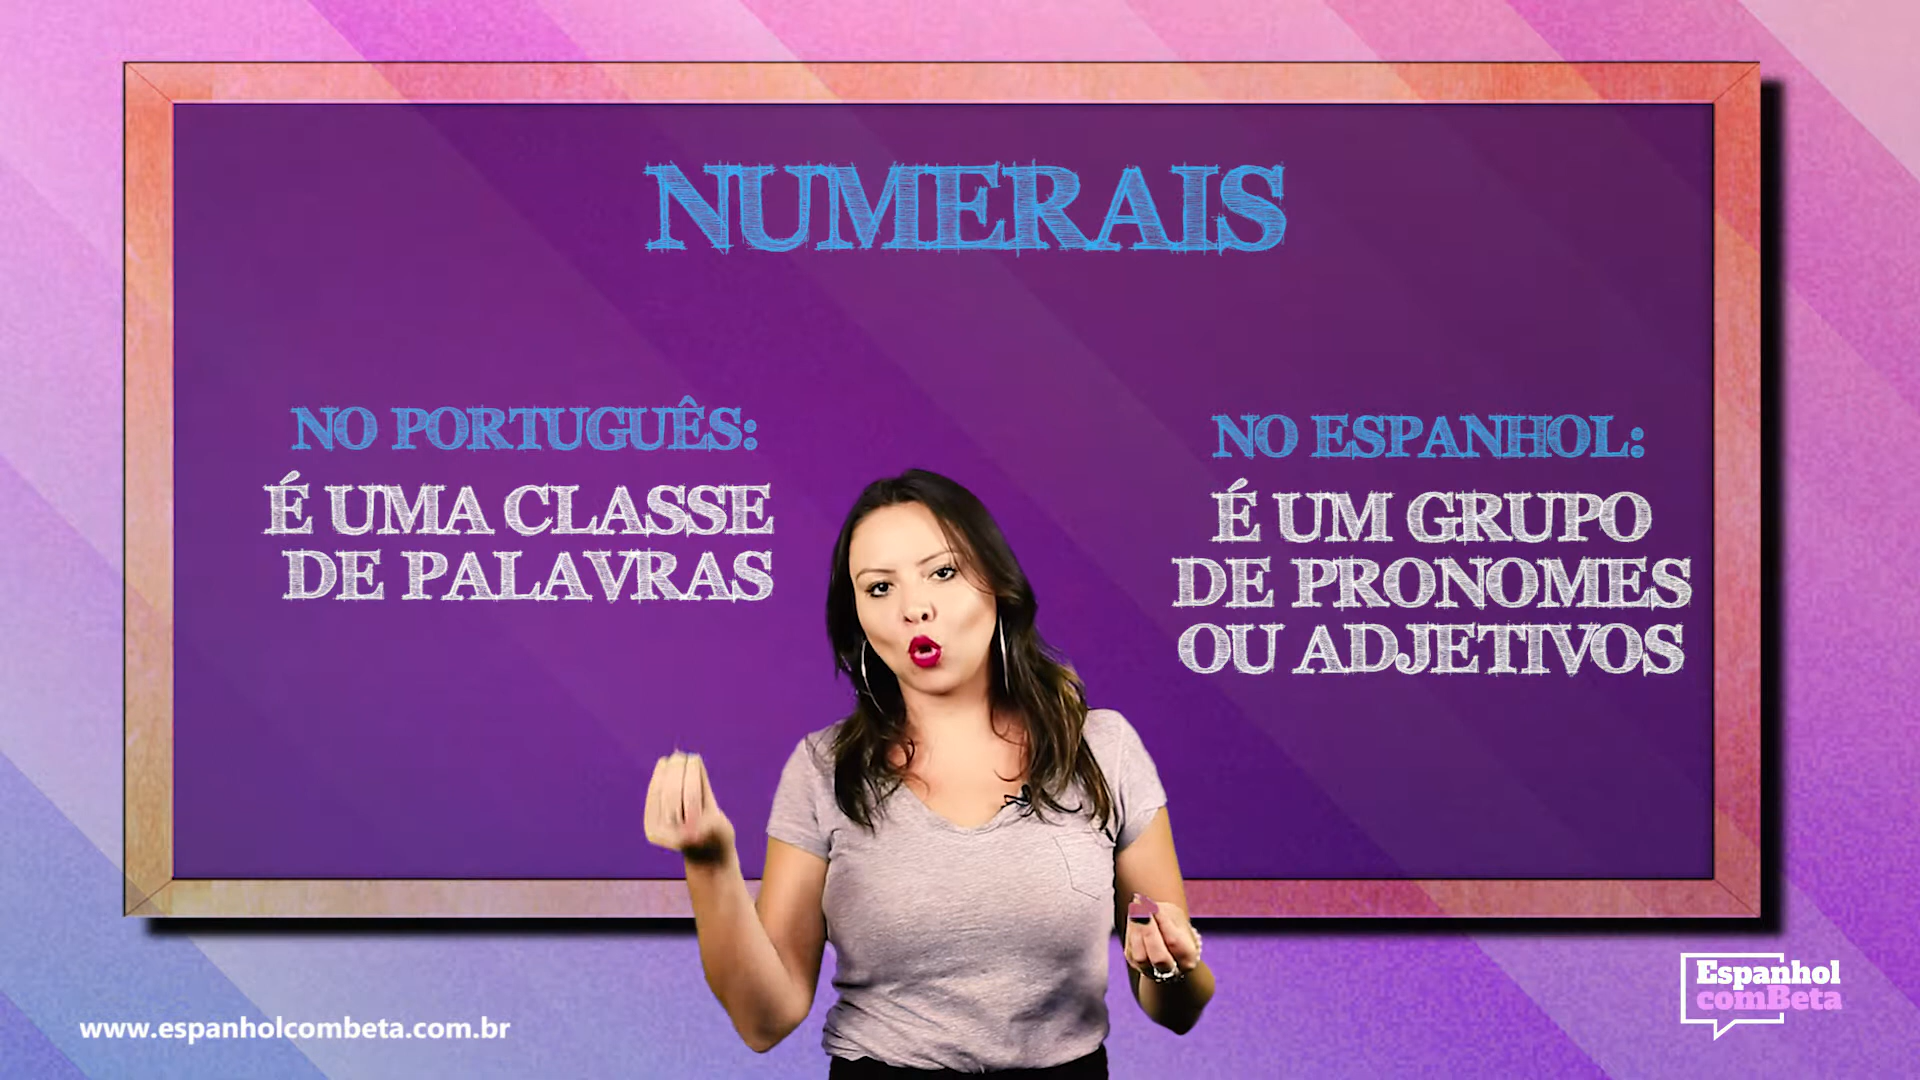 NUMERAIS
NO PORTUGUÊS:
É UMA CLASSE
DE PALAVRAS
NO ESPANHOL:
É UM GRUPO
DE PRONOMES
OU ADJETIVOS
www.espanholcombeta.com.br
Espanhol
comBeta